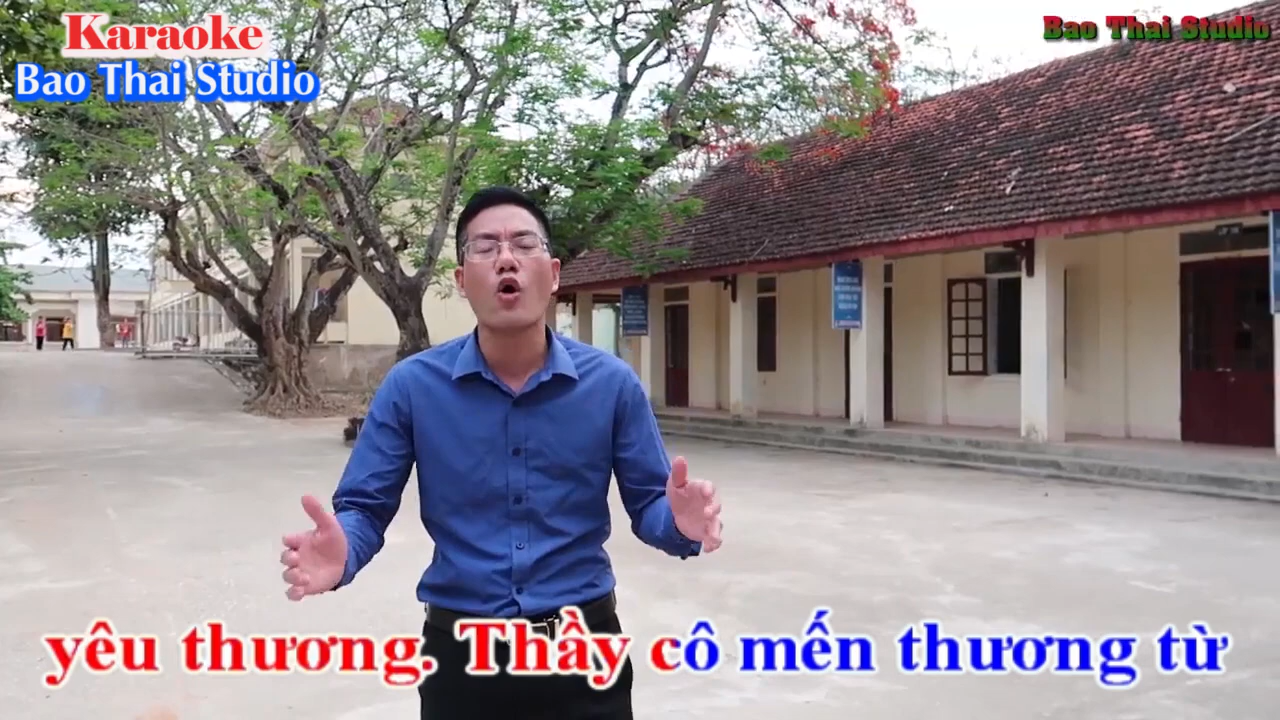 Karaoke
Bao Thai Studio
Bao Thai Studio
yêu thương. Thầy cô mến thương từ